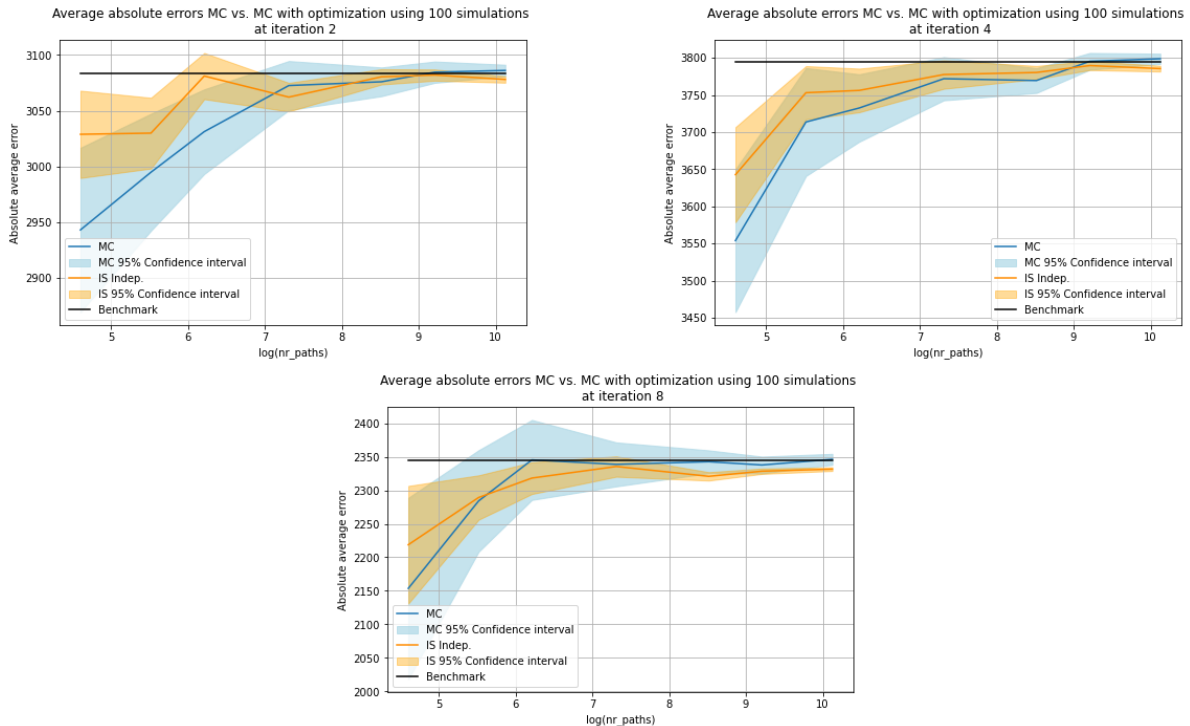 Average absolute errors MC vs. MC with optimization using 100 simulations
at iteration 2
3100
3050
3000
2950
2900
Absolute average error
MC
MC 95% Confidence interval
IS Indep.
IS 95% Confidence interval
Benchmark
5 6 7 8 9 10
log(nr_paths)
Average absolute errors MC vs. MC with optimization using 100 simulations
at iteration 4
3800
3750
3700
3650
3600
3550
3500
3450
Absolute average error
MC
MC 95% Confidence interval
IS Indep.
IS 95% Confidence interval
Benchmark
5 6 7 8 9 10
log(nr_paths)
Average absolute errors MC vs. MC with optimization using 100 simulations
at iteration 8
2400
2350
2300
2250
2200
2150
2100
2050
2000
Absolute average error
MC
MC 95% Confidence interval
IS Indep.
IS 95% Confidence interval
Benchmark
5 6 7 8 9 10
log(nr_paths)